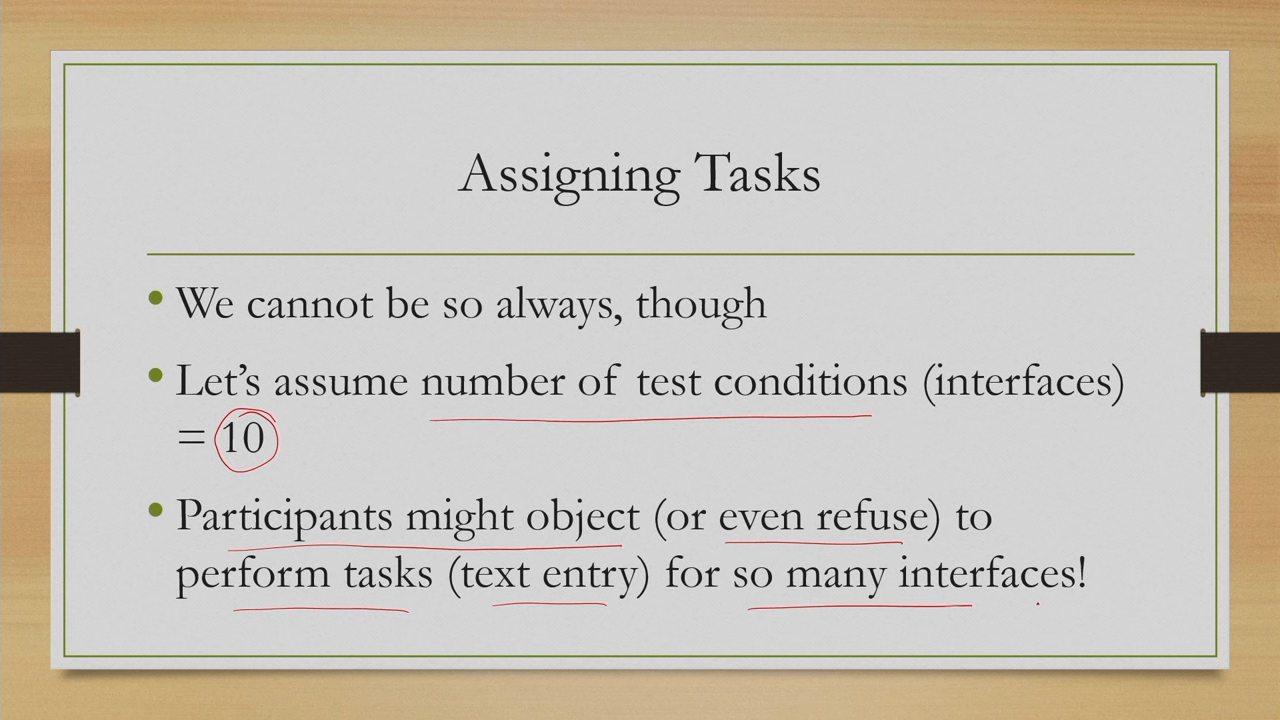 Assigning Tasks
• We cannot be so always, though
• Let’s assume number of test conditions (interfaces)
= 10
• Participants might object (or even refuse) to
perform tasks (text entry) for so many interfaces!